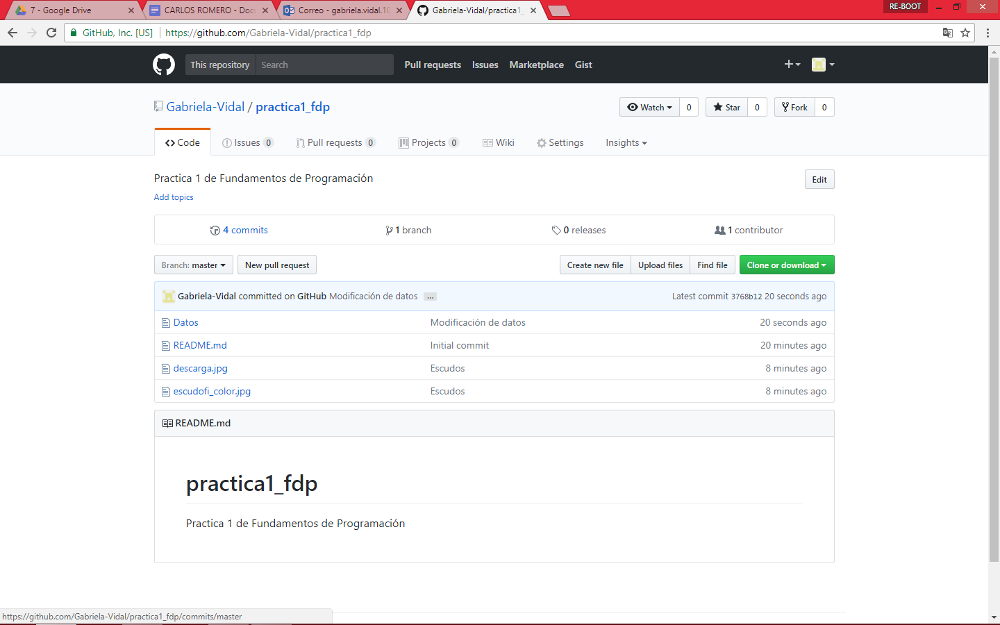 7 - Google Drive
CARLOS ROMERO - Doc
Correo - gabriela.vidal.10
Gabriela-Vidal/practica1_
RE-BOOT
GitHub, Inc. [US]
https://github.com/Gabriela-Vidal/practica1_fdp
This repository
Search
Pull requests
Issues
Marketplace
Gist
Gabriela-Vidal / practica1_fdp
Watch 0
Star 0
Fork 0
Code
Issues 0
Pull requests 0
Projects 0
Wiki
Settings
Insights
Practica 1 de Fundamentos de Programación
Edit
Add topics
4 commits
1 branch
0 releases
1 contributor
Branch: master
New pull request
Create new file
Upload files
Find file
Clone or download
Gabriela-Vidal committed on GitHub Modificación de datos ...
Latest commit 3768b12 20 seconds ago
Datos
Modificación de datos
20 seconds ago
README.md
Initial commit
20 minutes ago
descarga.jpg
Escudos
8 minutes ago
escudofi_color.jpg
Escudos
8 minutes ago
README.md
practica1_fdp
Practica 1 de Fundamentos de Programación
https://github.com/Gabriela-Vidal/practica1_fdp/commits/master